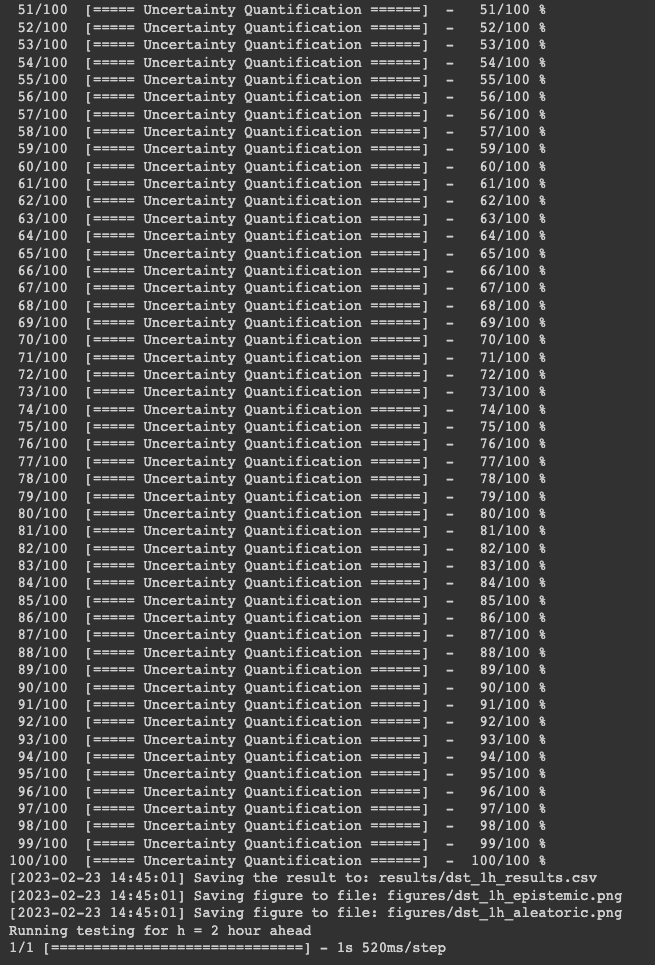 51/100 [===== Uncertainty Quantification ======] - 51/100 %
52/100 [===== Uncertainty Quantification ======] - 52/100 %
53/100 [===== Uncertainty Quantification ======] - 53/100 %
54/100 [===== Uncertainty Quantification ======] - 54/100 %
55/100 [===== Uncertainty Quantification ======] - 55/100 %
56/100 [===== Uncertainty Quantification ======] - 56/100 %
57/100 [===== Uncertainty Quantification ======] - 56/100 %
58/100 [===== Uncertainty Quantification ======] - 57/100 %
59/100 [===== Uncertainty Quantification ======] - 59/100 %
60/100 [===== Uncertainty Quantification ======] - 60/100 %
61/100 [===== Uncertainty Quantification ======] - 61/100 %
62/100 [===== Uncertainty Quantification ======] - 62/100 %
63/100 [===== Uncertainty Quantification ======] - 63/100 %
64/100 [===== Uncertainty Quantification ======] - 64/100 %
65/100 [===== Uncertainty Quantification ======] - 65/100 %
66/100 [===== Uncertainty Quantification ======] - 66/100 %
67/100 [===== Uncertainty Quantification ======] - 67/100 %
68/100 [===== Uncertainty Quantification ======] - 68/100 %
69/100 [===== Uncertainty Quantification ======] - 69/100 %
70/100 [===== Uncertainty Quantification ======] - 70/100 %
71/100 [===== Uncertainty Quantification ======] - 71/100 %
72/100 [===== Uncertainty Quantification ======] - 72/100 %
73/100 [===== Uncertainty Quantification ======] - 73/100 %
74/100 [===== Uncertainty Quantification ======] - 74/100 %
75/100 [===== Uncertainty Quantification ======] - 75/100 %
76/100 [===== Uncertainty Quantification ======] - 76/100 %
77/100 [===== Uncertainty Quantification ======] - 77/100 %
78/100 [===== Uncertainty Quantification ======] - 78/100 %
79/100 [===== Uncertainty Quantification ======] - 79/100 %
80/100 [===== Uncertainty Quantification ======] - 80/100 %
81/100 [===== Uncertainty Quantification ======] - 81/100 %
82/100 [===== Uncertainty Quantification ======] - 82/100 %
83/100 [===== Uncertainty Quantification ======] - 83/100 %
84/100 [===== Uncertainty Quantification ======] - 84/100 %
85/100 [===== Uncertainty Quantification ======] - 85/100 %
86/100 [===== Uncertainty Quantification ======] - 86/100 %
87/100 [===== Uncertainty Quantification ======] - 87/100 %
88/100 [===== Uncertainty Quantification ======] - 88/100 %
89/100 [===== Uncertainty Quantification ======] - 89/100 %
90/100 [===== Uncertainty Quantification ======] - 90/100 %
91/100 [===== Uncertainty Quantification ======] - 91/100 %
92/100 [===== Uncertainty Quantification ======] - 92/100 %
93/100 [===== Uncertainty Quantification ======] - 93/100 %
94/100 [===== Uncertainty Quantification ======] - 94/100 %
95/100 [===== Uncertainty Quantification ======] - 95/100 %
96/100 [===== Uncertainty Quantification ======] - 96/100 %
97/100 [===== Uncertainty Quantification ======] - 97/100 %
98/100 [===== Uncertainty Quantification ======] - 98/100 %
99/100 [===== Uncertainty Quantification ======] - 99/100 %
100/100 [===== Uncertainty Quantification ======] - 100/100 %
[2023-02-23 14:45:01] Saving the result to: results/dst_1h_results.csv
[2023-02-23 14:45:01] Saving figure to file: figures/dst_1h_epistemic.png
[2023-02-23 14:45:01] Saving figure to file: figures/dst_1h_aleatoric.png
Running testing for h = 2 hour ahead
1/1 [==============================] - 1s 520ms/step